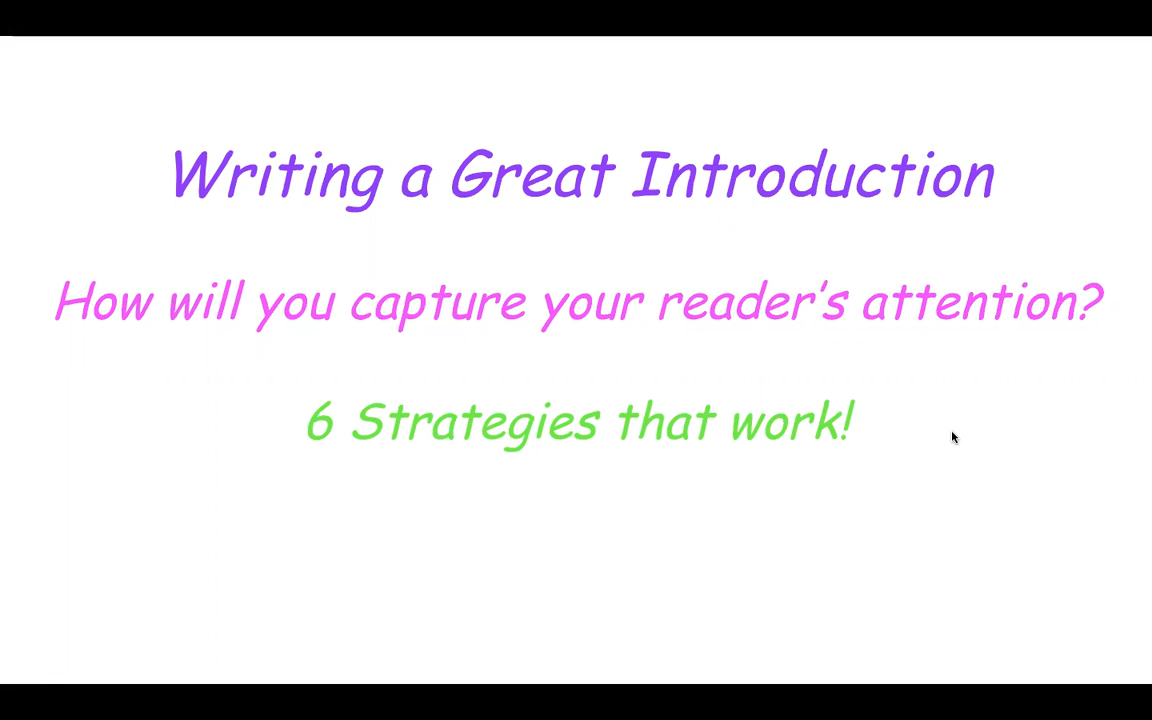 Writing a Great Introduction
How will you capture your reader’s attention?
6 Strategies that work!